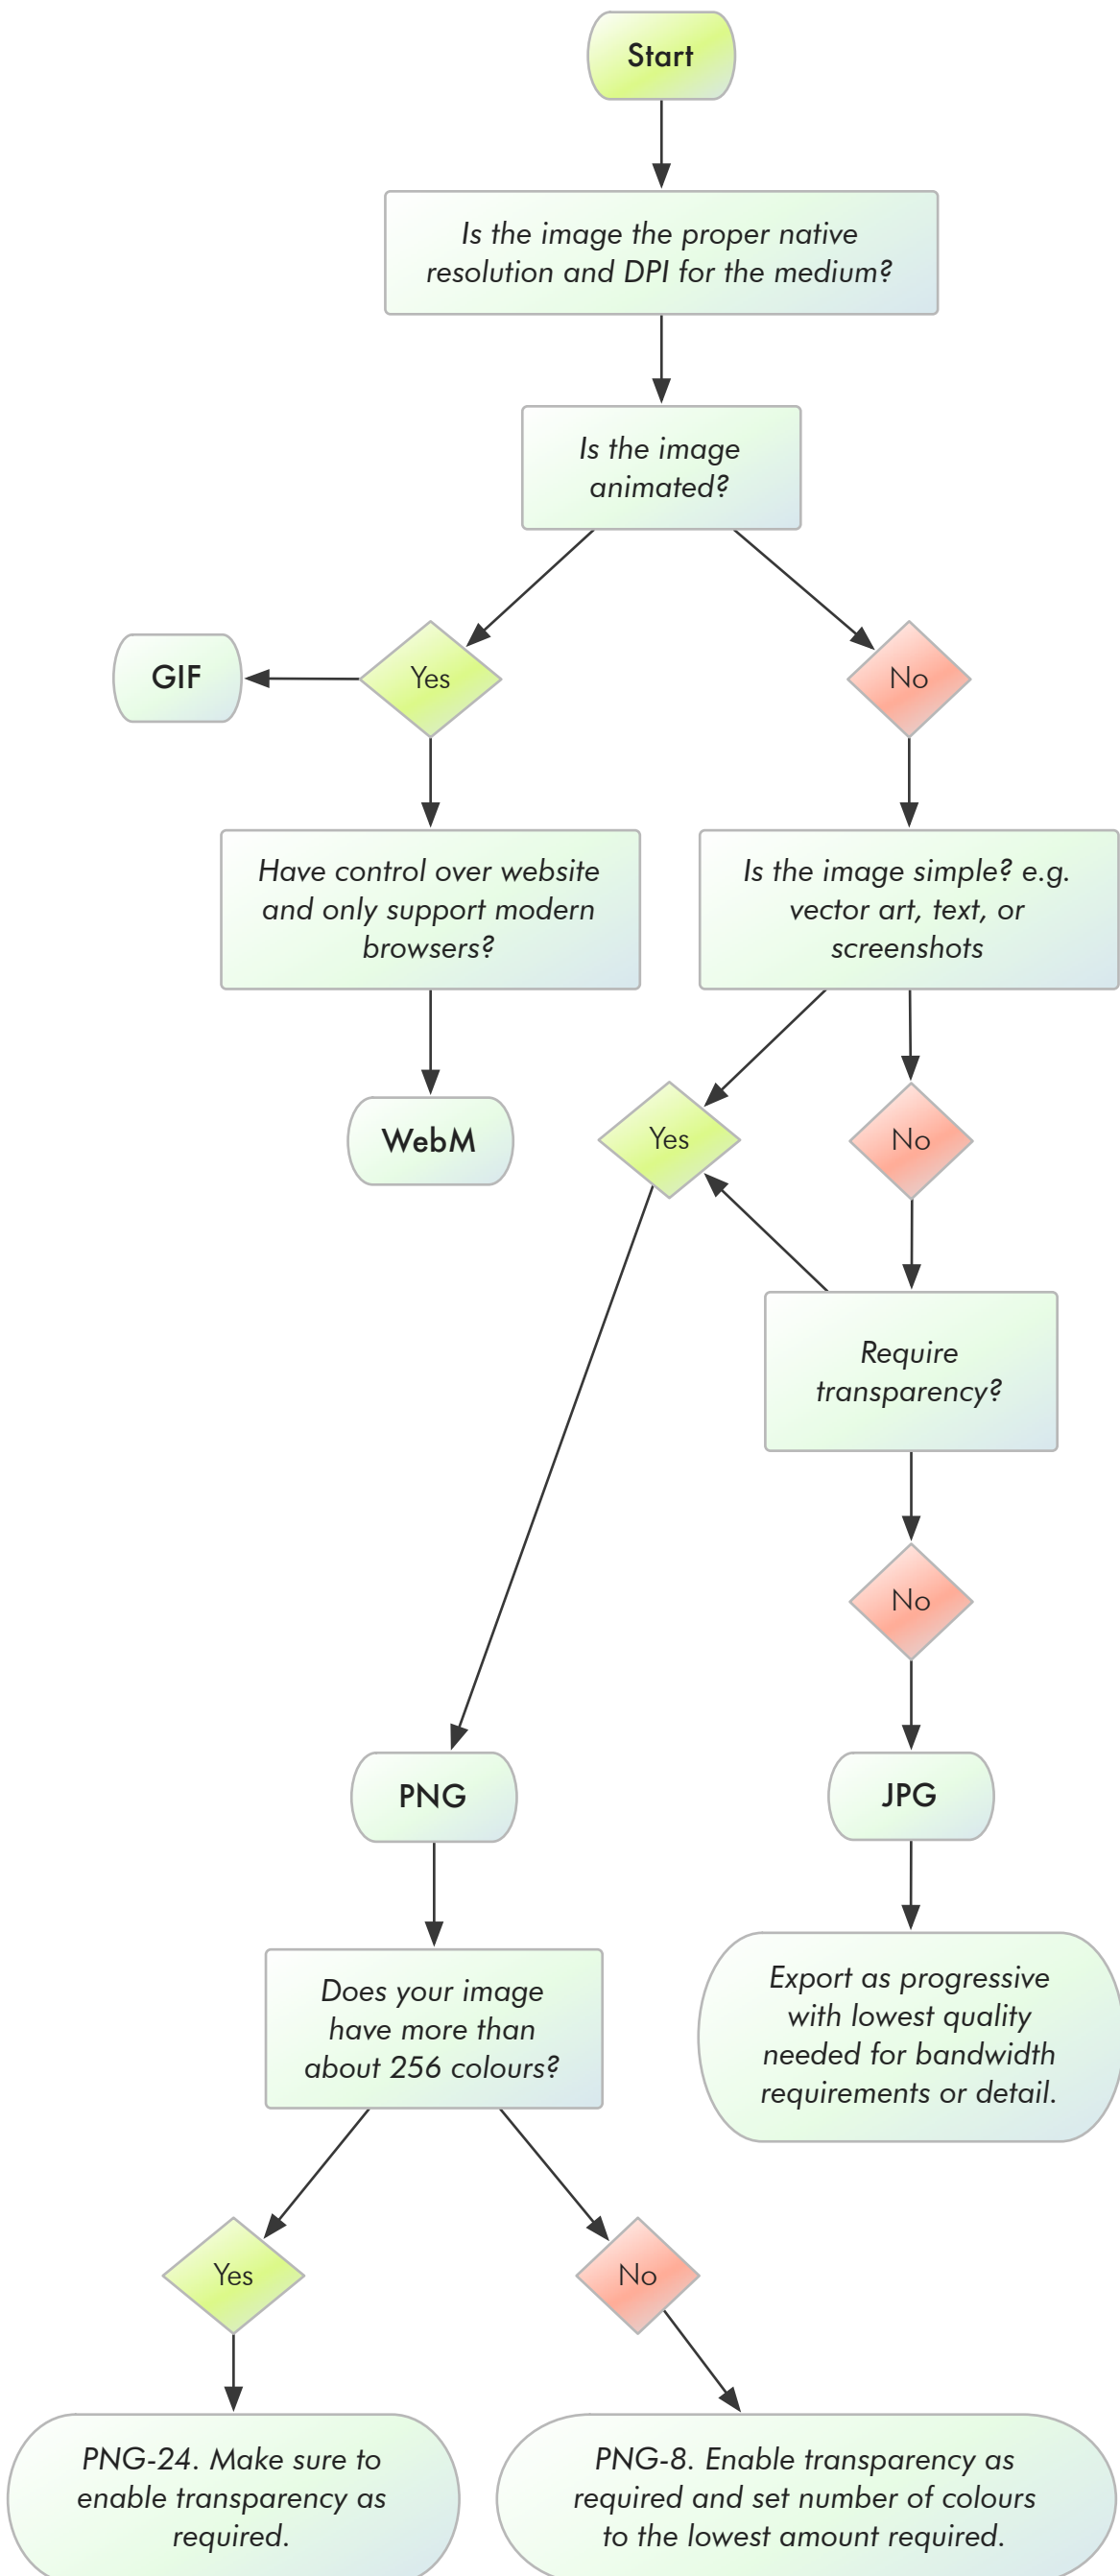 Start
Is the image the proper native
resolution and DPI for the medium?
Is the image
animated?
GIF
Yes
No
Have control over website
and only support modern
browsers?
Is the image simple? e.g.
vector art, text, or
screenshots
WebM
Yes
No
Require
transparency?
No
PNG
JPG
Does your image
have more than
about 256 colours?
Export as progressive
with lowest quality
needed for bandwidth
requirements or detail.
Yes
No
PNG-24. Make sure to
enable transparency as
required.
PNG-8. Enable transparency as
required and set number of colours
to the lowest amount required.